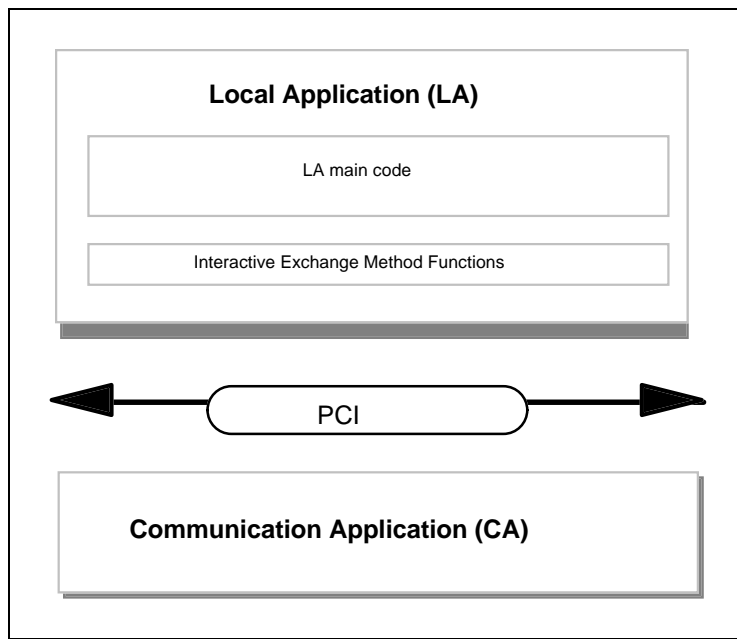 Local Application (LA)
LA main code
Interactive Exchange Method Functions
PCI
Communication Application (CA)